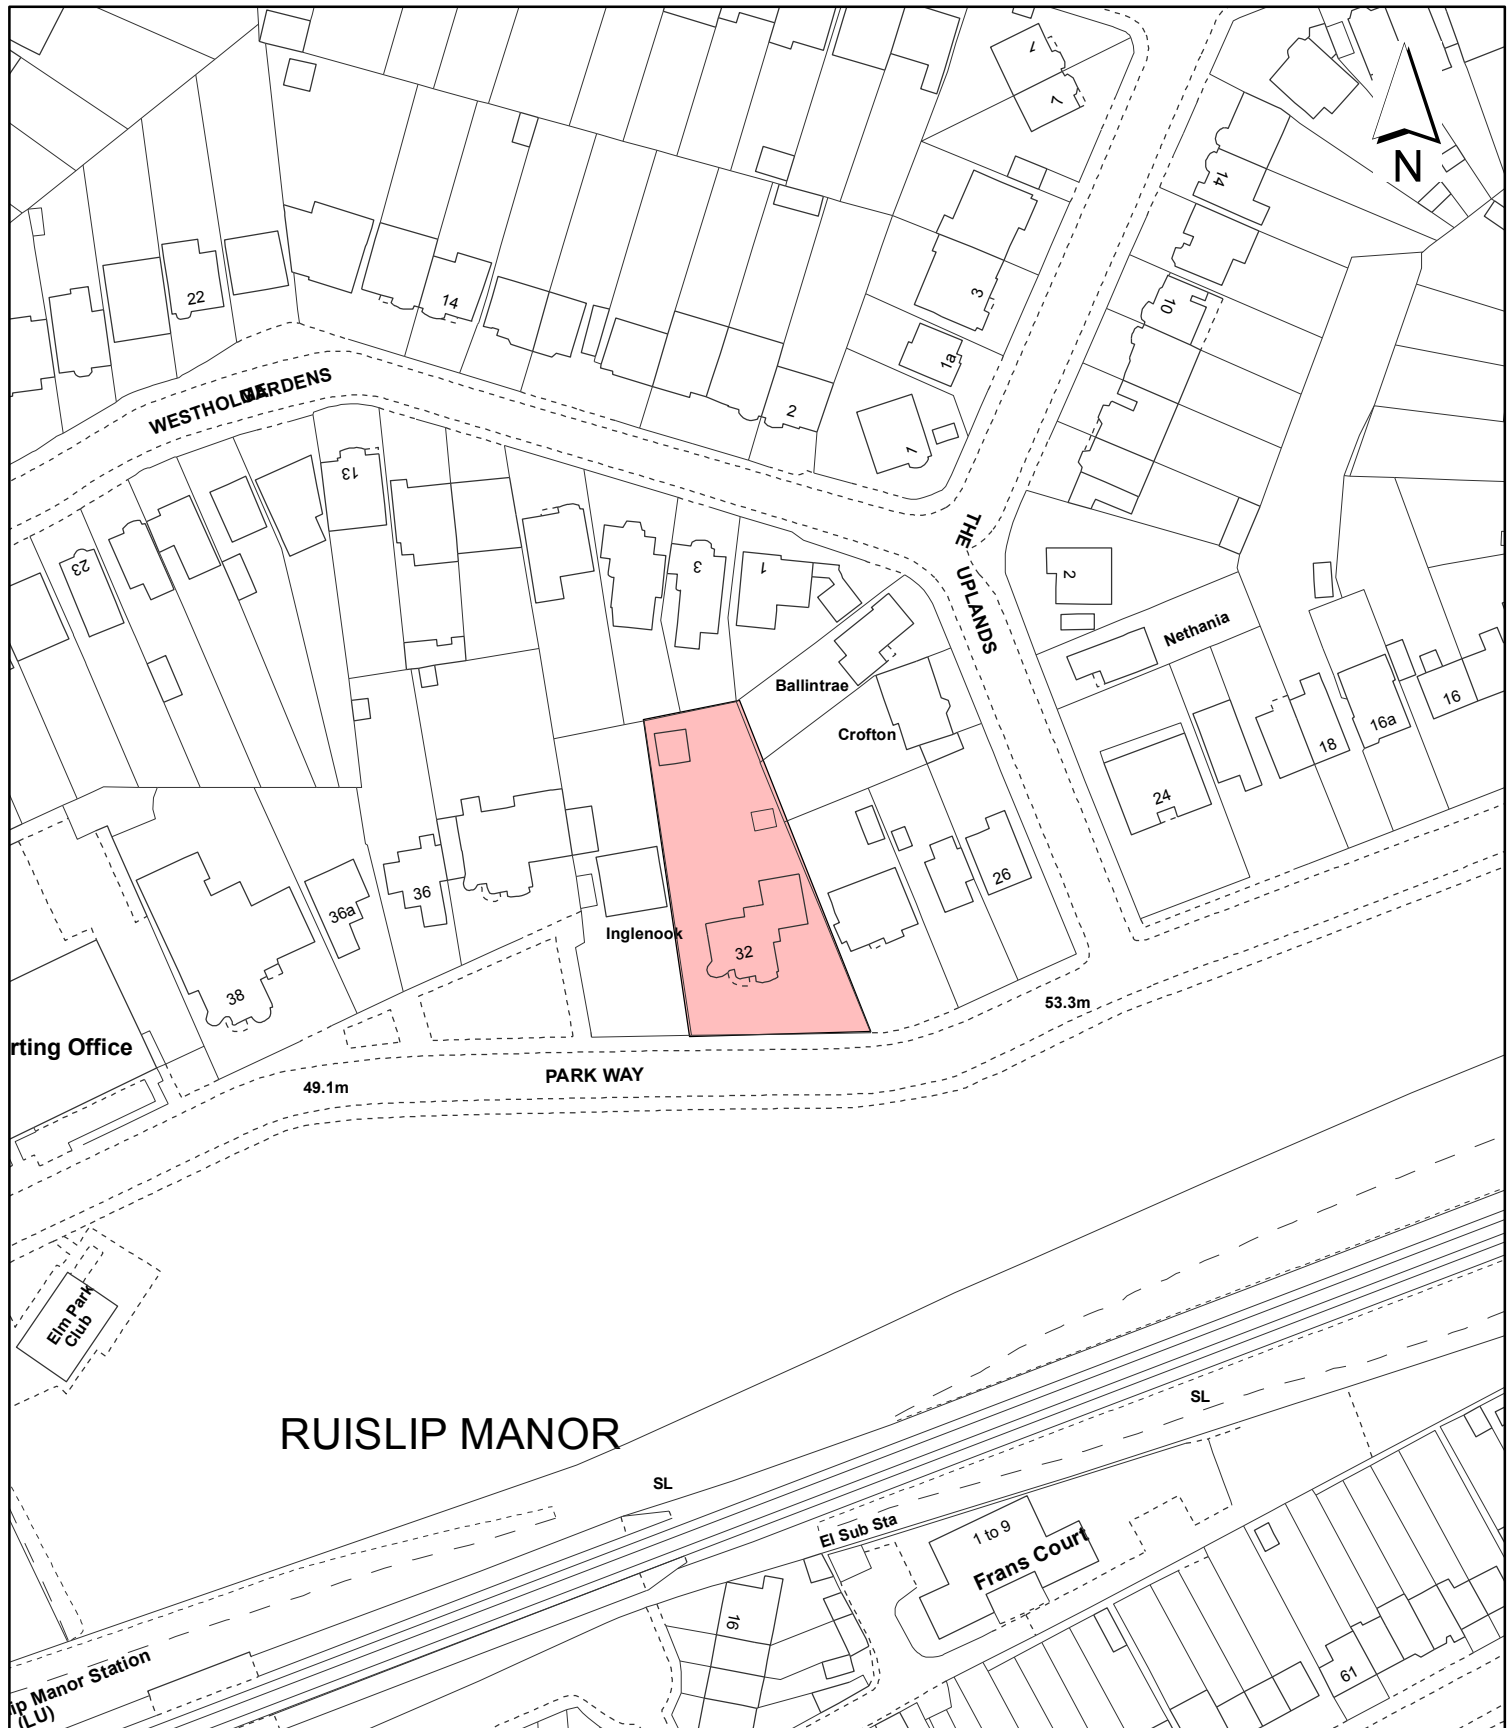 7
7
N
14
22
14
3
10
1a
WESTHOLME GARDENS
2
1
13
THE UPLANDS
23
3
1
2
Nethania
Ballintrae
Crofton
16
16a
18
24
26
36
36a
Inglenook
32
38
53.3m
rting Office
PARK WAY
49.1m
Elm Park
Club
RUISLIP MANOR
SL
SL
El Sub Sta
1 to 9
Frans Court
16
61
ip Manor Station
(LU)